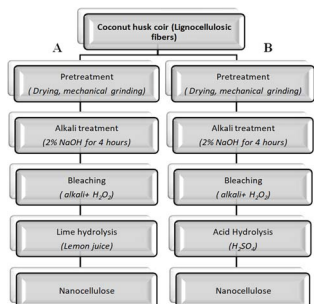 Coconut husk coir (Lignocellulosic
fibers)
A
B
Pretreatment
( Drying, mechanical grinding)
Alkali treatment
(2% NaOH for 4 hours)
Bleaching
( alkali+ H₂O₂)
Lime hydrolysis
(Lemon juice)
Nanocellulose
Pretreatment
( Drying, mechanical grinding)
Alkali treatment
(2% NaOH for 4 hours)
Bleaching
( alkali+ H₂O₂)
Acid Hydrolysis
(H₂SO₄)
Nanocellulose